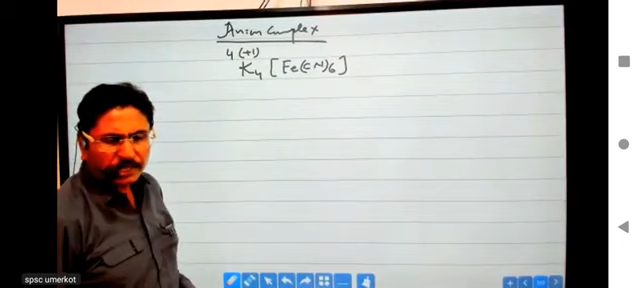 Anion Complex
4 (+1)
K4 [Fe(CN)6]
spsc umerkot